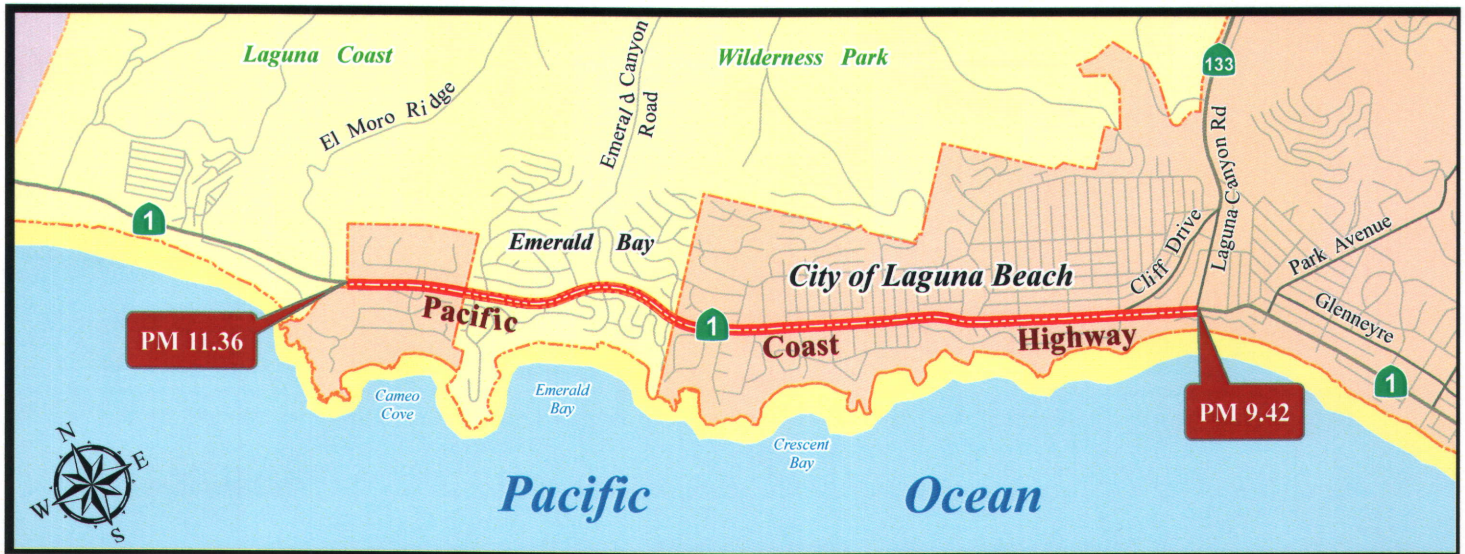 Laguna Coast
Wilderness Park
133
El Moro Ridge
Emerald Canyon
Road
Laguna Canyon Rd
1
Emerald Bay
City of Laguna Beach
Cliff Drive
Park Avenue
Glenneyre
Pacific
1
Coast
Highway
PM 11.36
1
PM 9.42
Cameo
Cove
Emerald
Bay
Crescent
Bay
N
E
W
S
Pacific Ocean